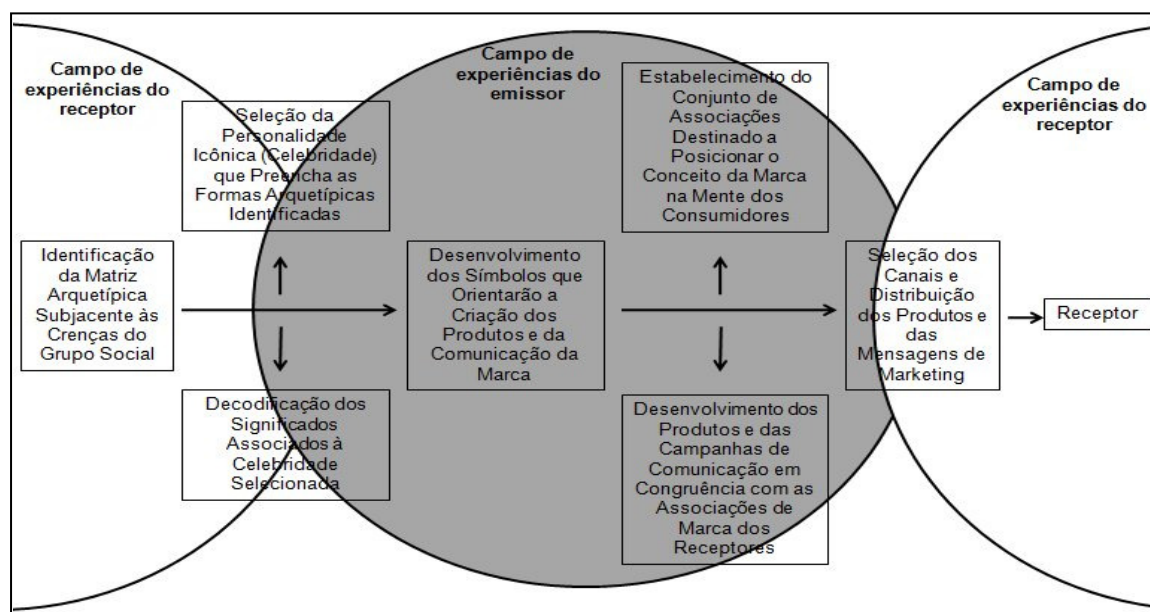 Campo de
experiências do
receptor
Seleção da
Personalidade
Icônica (Celebridade)
que Preencha as
Formas Arquetípicas
Identificadas
Identificação
da Matriz
Arquetípica
Subjacente às
Crenças do
Grupo Social
Decodificação dos
Significados
Associados à
Celebridade
Selecionada
Campo de
experiências do
emissor
Desenvolvimento
dos Símbolos que
Orientarão a
Criação dos
Produtos e da
Comunicação da
Marca
Estabelecimento do
Conjunto de
Associações
Destinado a
Posicionar o
Conceito da Marca
na Mente dos
Consumidores
Desenvolvimento dos
Produtos e das
Campanhas de
Comunicação em
Congruência com as
Associações de
Marca dos
Receptores
Campo de
experiências do
receptor
Seleção dos
Canais e
Distribuição
dos Produtos e
das
Mensagens de
Marketing
Receptor